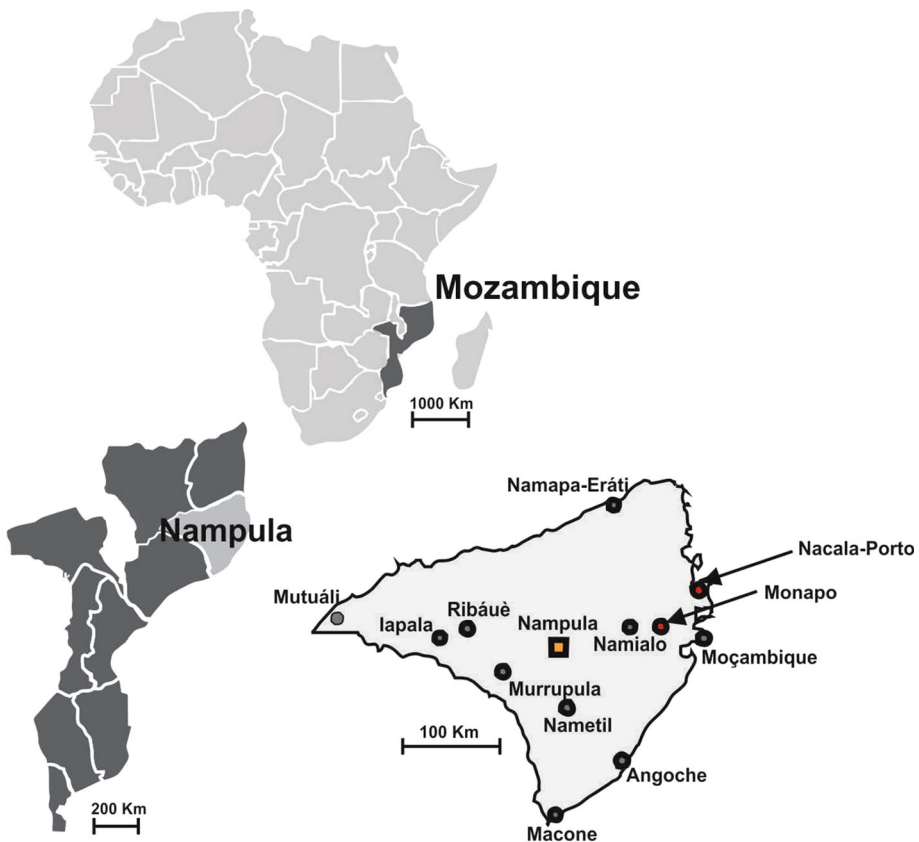 Mozambique
1000 Km
Nampula
200 Km
Namapa-Eráti
Nacala-Porto
Monapo
Mutuáli
Ribáuè
Iapala
Nampula
Namialo
Moçambique
Murrupula
Nametil
100 Km
Angoche
Macone